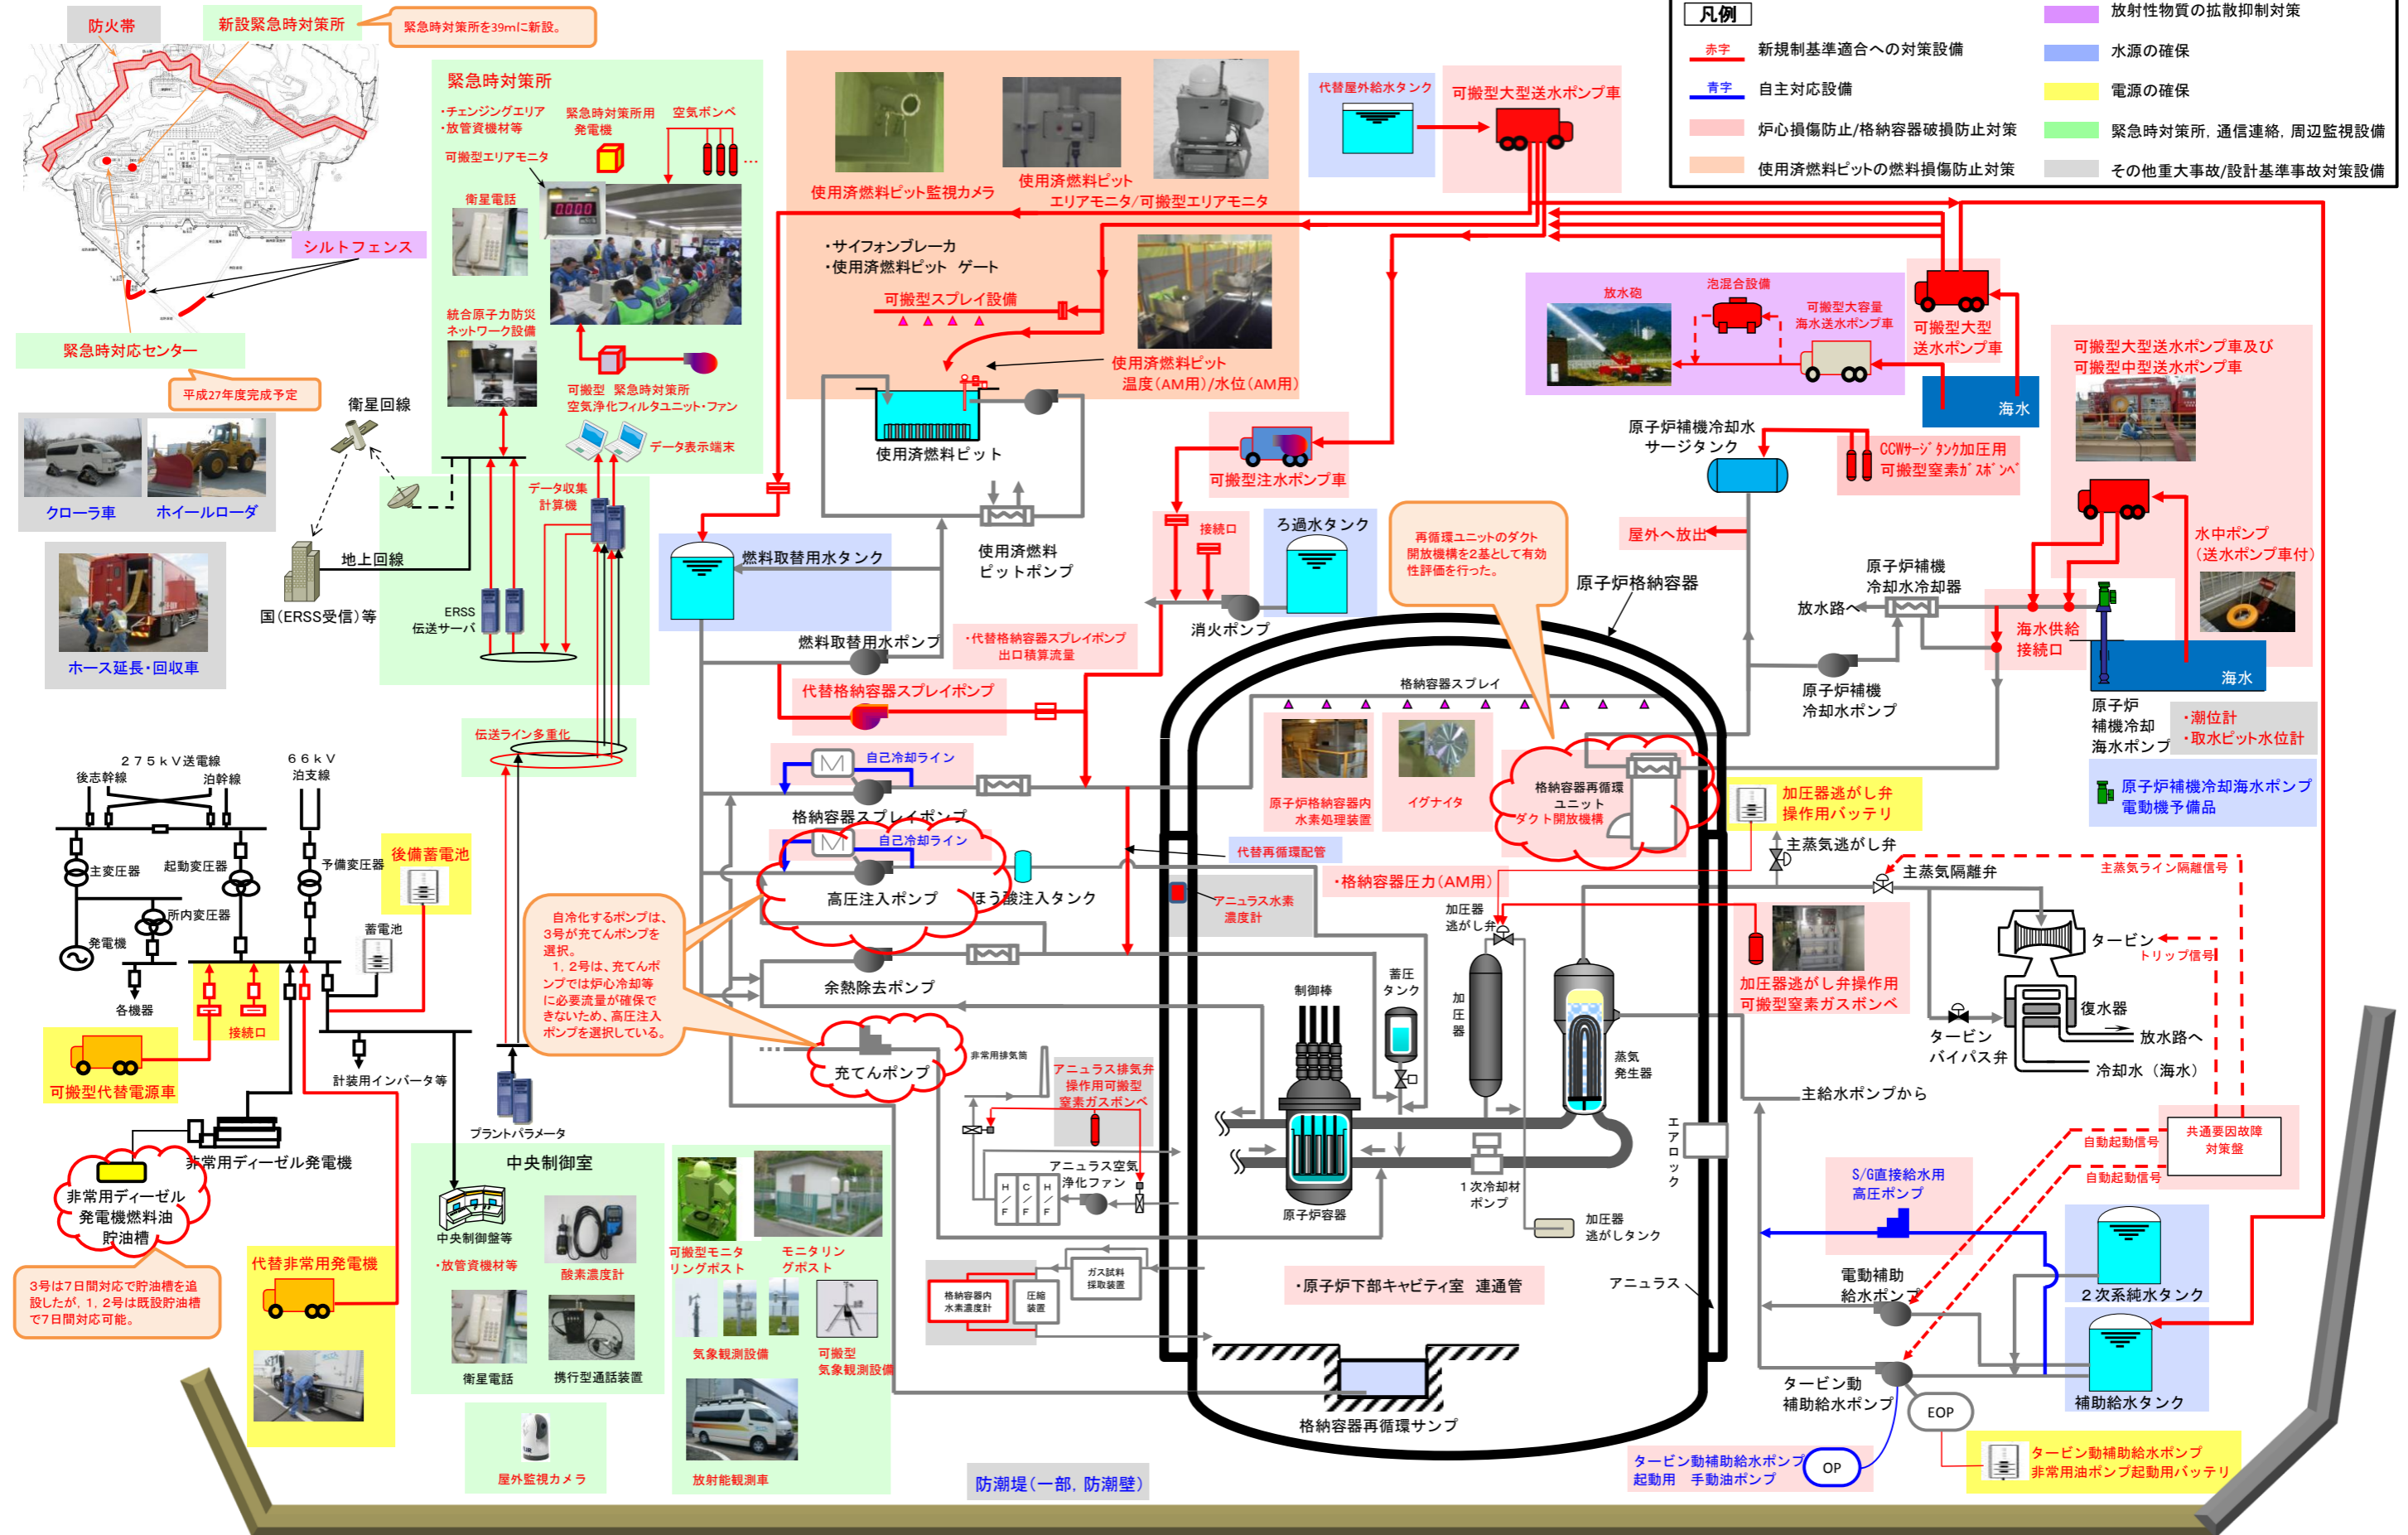 防火帯
新設緊急時対策所
緊急時対策所を39mに新設。
シルトフェンス
緊急時対応センター
平成27年度完成予定
クローラ車
ホイールローダ
ホース延長・回収車
衛星回線
地上回線
国(ERSS受信)等
緊急時対策所
・チェンジングエリア
・放管資機材等
緊急時対策所用
発電機
空気ボンベ
…
可搬型エリアモニタ
衛星電話
統合原子力防災
ネットワーク設備
可搬型 緊急時対策所
空気浄化フィルタユニット・ファン
データ表示端末
データ収集
計算機
ERSS
伝送サーバ
伝送ライン多重化
使用済燃料ピット監視カメラ
使用済燃料ピット
エリアモニタ/可搬型エリアモニタ
・サイフォンブレーカ
・使用済燃料ピット ゲート
可搬型スプレイ設備
使用済燃料ピット
温度(AM用)/水位(AM用)
使用済燃料ピット
使用済燃料
ピットポンプ
代替屋外給水タンク
可搬型大型送水ポンプ車
凡例
赤字 新規制基準適合への対策設備
青字 自主対応設備
炉心損傷防止/格納容器破損防止対策
使用済燃料ピットの燃料損傷防止対策
放射性物質の拡散抑制対策
水源の確保
電源の確保
緊急時対策所, 通信連絡, 周辺監視設備
その他重大事故/設計基準事故対策設備
放水砲
泡混合設備
可搬型大容量
海水送水ポンプ車
可搬型大型
送水ポンプ車
海水
可搬型大型送水ポンプ車及び
可搬型中型送水ポンプ車
水中ポンプ
(送水ポンプ車付)
原子炉補機冷却水
サージタンク
CCWサージタンク加圧用
可搬型窒素ガスボンベ
屋外へ放出
原子炉補機
冷却水冷却器
放水路へ
海水供給
接続口
海水
原子炉補機
冷却水ポンプ
原子炉
補機冷却
海水ポンプ
・潮位計
・取水ピット水位計
原子炉補機冷却海水ポンプ
電動機予備品
可搬型注水ポンプ車
接続口
ろ過水タンク
消火ポンプ
再循環ユニットのダクト
開放機構を2基として有効
性評価を行った。
原子炉格納容器
燃料取替用水タンク
燃料取替用水ポンプ
・代替格納容器スプレイポンプ
出口積算流量
代替格納容器スプレイポンプ
自己冷却ライン
M
格納容器スプレイポンプ
自己冷却ライン
M
高圧注入ポンプ
ほう酸注入タンク
余熱除去ポンプ
充てんポンプ
自冷化するポンプは、
3号が充てんポンプを
選択。
1, 2号は、充てんポ
ンプでは炉心冷却等
に必要流量が確保で
きないため、高圧注入
ポンプを選択している。
格納容器スプレイ
原子炉格納容器内
水素処理装置
イグナイタ
格納容器再循環
ユニット
ダクト開放機構
代替再循環配管
アニュラス水素
濃度計
・格納容器圧力(AM用)
加圧器逃がし弁
操作用バッテリ
主蒸気逃がし弁
主蒸気隔離弁
主蒸気ライン隔離信号
タービン
トリップ信号
復水器
放水路へ
冷却水(海水)
タービン
バイパス弁
加圧器
逃がし弁
加圧器逃がし弁操作用
可搬型窒素ガスボンベ
制御棒
蓄圧
タンク
加圧器
蒸気
発生器
原子炉容器
1次冷却材
ポンプ
加圧器
逃がしタンク
エアロック
主給水ポンプから
共通要因故障
対策盤
自動起動信号
自動起動信号
S/G直接給水用
高圧ポンプ
電動補助
給水ポンプ
2次系純水タンク
タービン動
補助給水ポンプ
補助給水タンク
EOP
OP
タービン動補助給水ポンプ
起動用 手動油ポンプ
タービン動補助給水ポンプ
非常用油ポンプ起動用バッテリ
アニュラス
・原子炉下部キャビティ室 連通管
格納容器再循環サンプ
非常用排気筒
アニュラス排気弁
操作用可搬型
窒素ガスボンベ
アニュラス空気
浄化ファン
H/F
C/F
H/F
格納容器内
水素濃度計
圧縮
装置
ガス試料
採取装置
275kV送電線
後志幹線
泊幹線
66kV
泊支線
主変圧器
起動変圧器
予備変圧器
後備蓄電池
所内変圧器
発電機
蓄電池
各機器
接続口
可搬型代替電源車
計装用インバータ等
プラントパラメータ
非常用ディーゼル発電機
非常用ディーゼル
発電機燃料油
貯油槽
3号は7日間対応で貯油槽を追
設したが, 1, 2号は既設貯油槽
で7日間対応可能。
代替非常用発電機
中央制御室
中央制御盤等
・放管資機材等
酸素濃度計
衛星電話
携行型通話装置
屋外監視カメラ
可搬型モニタ
リングポスト
モニタリン
グポスト
気象観測設備
可搬型
気象観測設備
放射能観測車
防潮堤(一部, 防潮壁)